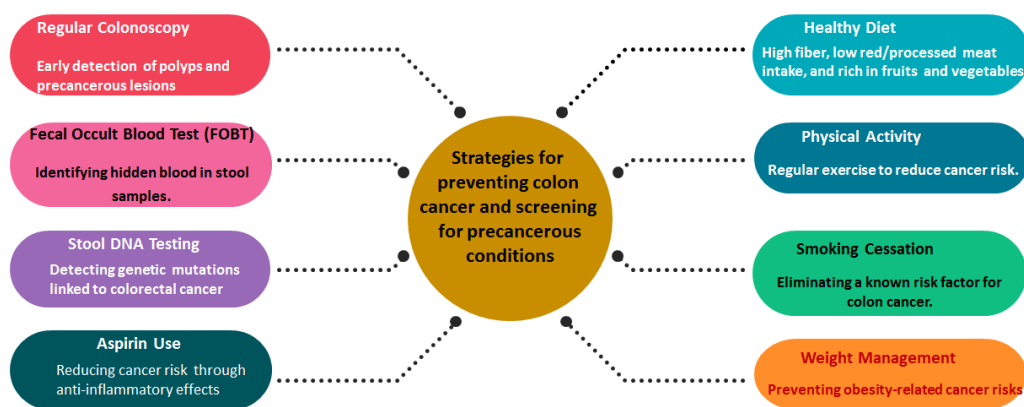 Regular Colonoscopy
Early detection of polyps and
precancerous lesions
Fecal Occult Blood Test (FOBT)
Identifying hidden blood in stool
samples.
Stool DNA Testing
Detecting genetic mutations
linked to colorectal cancer
Aspirin Use
Reducing cancer risk through
anti-inflammatory effects
Strategies for
preventing colon
cancer and screening
for precancerous
conditions
Healthy Diet
High fiber, low red/processed meat
intake, and rich in fruits and vegetables
Physical Activity
Regular exercise to reduce cancer risk.
Smoking Cessation
Eliminating a known risk factor for
colon cancer.
Weight Management
Preventing obesity-related cancer risks